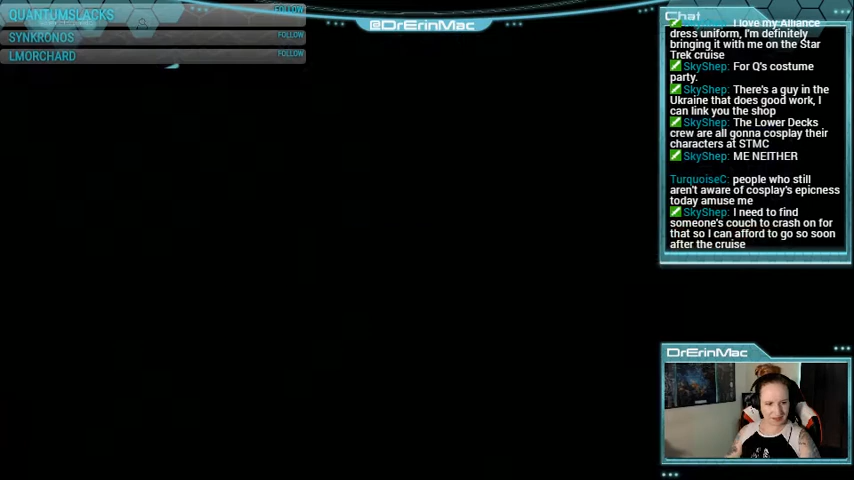 QUANTUMSLACKS
FOLLOW
SYNKRONOS
FOLLOW
LMORCHARD
FOLLOW
@DrErinMac
Chat
SkyShep: I love my Alliance
dress uniform, I'm definitely
bringing it with me on the Star
Trek cruise
SkyShep: For Q's costume
party.
SkyShep: There's a guy in the
Ukraine that does good work, I
can link you the shop
SkyShep: The Lower Decks
crew are all gonna cosplay their
characters at STMC
SkyShep: ME NEITHER
TurquoiseC: people who still
aren't aware of cosplay's epicness
today amuse me
SkyShep: I need to find
someone's couch to crash on for
that so I can afford to go so soon
after the cruise
DrErinMac